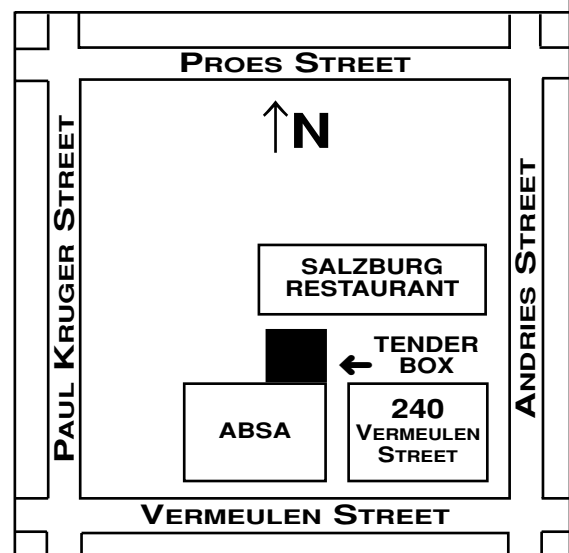 PROES STREET
N
PAUL KRUGER STREET
ANDRIES STREET
SALZBURG
RESTAURANT
TENDER
BOX
ABSA
240
VERMEULEN
STREET
VERMEULEN STREET